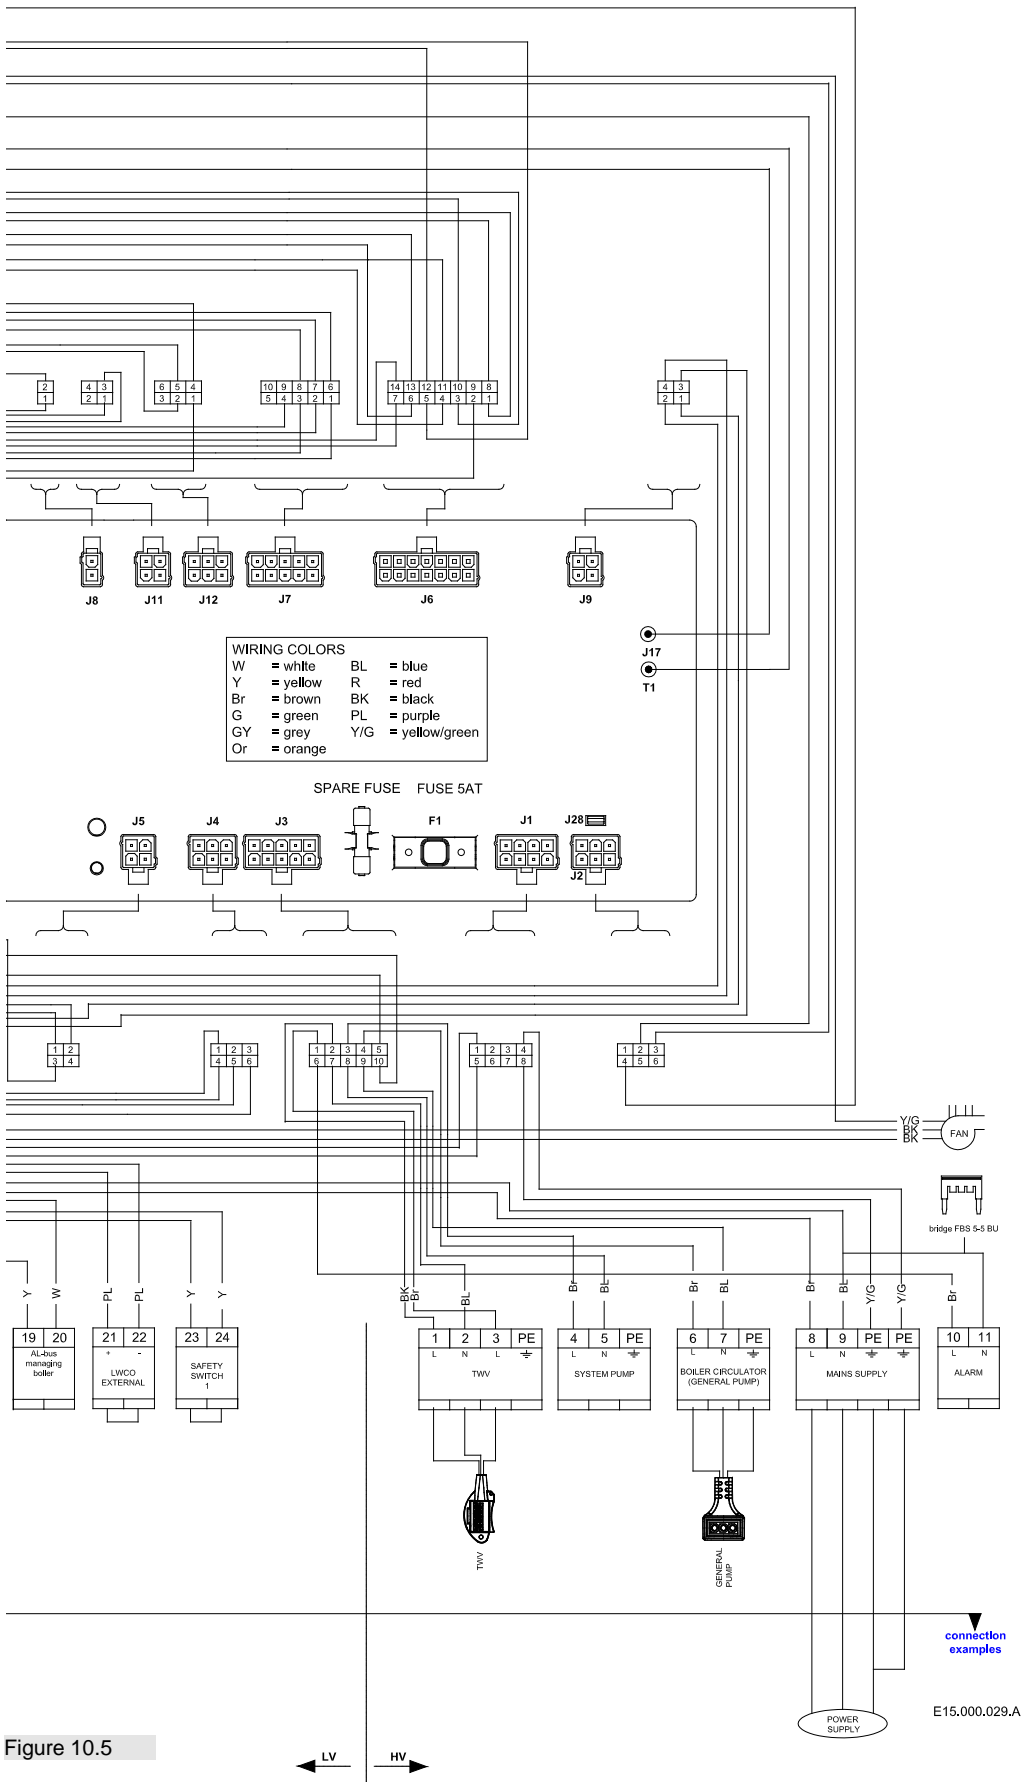 2
1
4 3
2 1
6 5 4
3 2 1
10 9 8 7 6
5 4 3 2 1
14 13 12 11 10 9 8
7 6 5 4 3 2 1
4 3
2 1
J8 J11 J12 J7 J6 J9
J17
T1
WIRING COLORS
W = white BL = blue
Y = yellow R = red
Br = brown BK = black
G = green PL = purple
GY = grey Y/G = yellow/green
Or = orange
SPARE FUSE FUSE 5AT
J5 J4 J3 F1 J1 J28
J2
1 2
3 4
1 2 3
4 5 6
1 2 3 4 5
6 7 8 9 10
1 2 3 4
5 6 7 8
1 2 3
4 5 6
Y/G
BK
BK
FAN
bridge FBS 5-5 BU
Y W PL PL Y Y BK Br BL Br BL Br BL Br BL Y/G Y/G Br
19 20
AL-bus
managing
boiler
21 22
+ -
LWCO
EXTERNAL
23 24
SAFETY
SWITCH
1
1 2 3 PE
L N L
TWV
4 5 PE
L N
SYSTEM PUMP
6 7 PE
L N
BOILER CIRCULATOR
(GENERAL PUMP)
8 9 PE PE
L N
MAINS SUPPLY
10 11
L N
ALARM
TWV
GENERAL
PUMP
connection
examples
E15.000.029.A
POWER
SUPPLY
Figure 10.5
LV HV